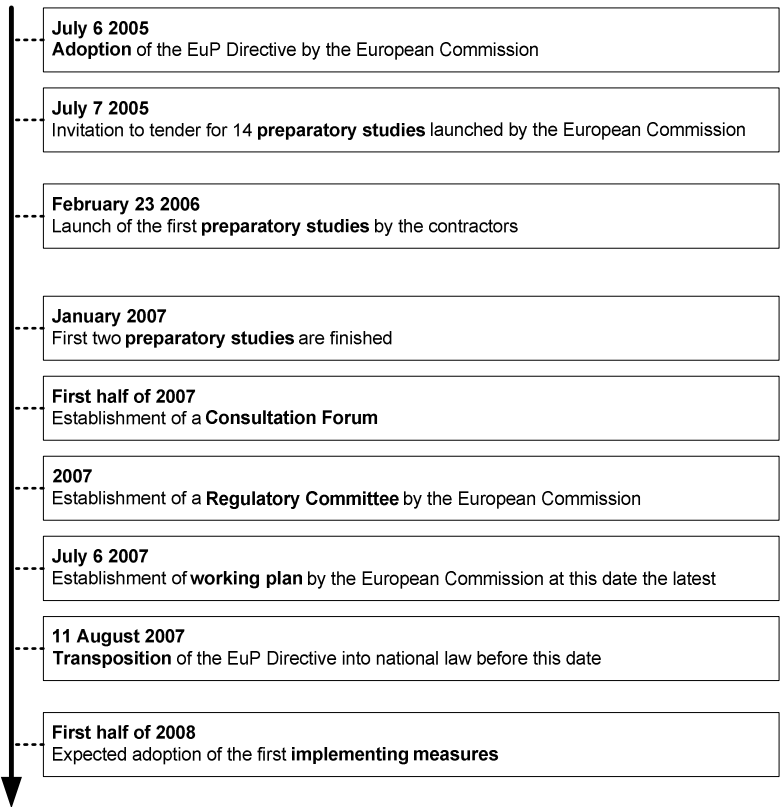 July 6 2005
Adoption of the EuP Directive by the European Commission
July 7 2005
Invitation to tender for 14 preparatory studies launched by the European Commission
February 23 2006
Launch of the first preparatory studies by the contractors
January 2007
First two preparatory studies are finished
First half of 2007
Establishment of a Consultation Forum
2007
Establishment of a Regulatory Committee by the European Commission
July 6 2007
Establishment of working plan by the European Commission at this date the latest
11 August 2007
Transposition of the EuP Directive into national law before this date
First half of 2008
Expected adoption of the first implementing measures